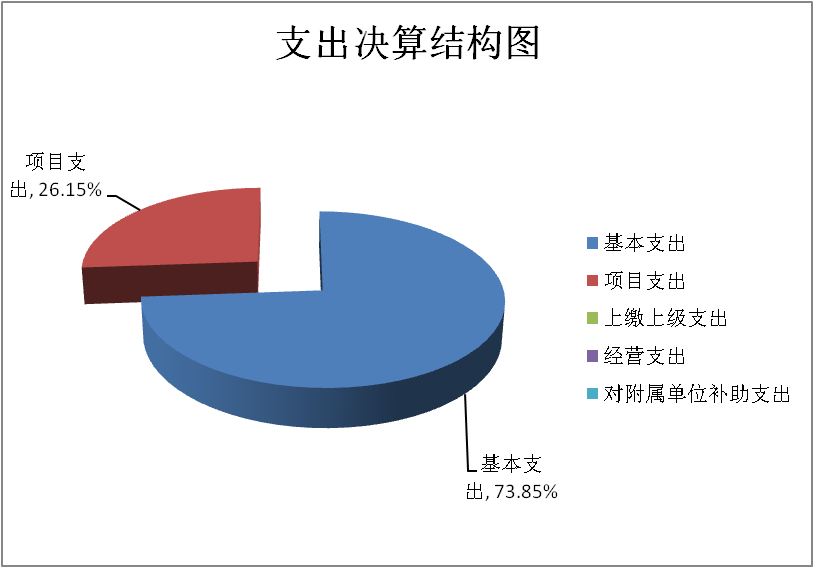 支出决算结构图
项目支
出, 26.15%
基本支出
项目支出
上缴上级支出
经营支出
对附属单位补助支出
基本支
出, 73.85%